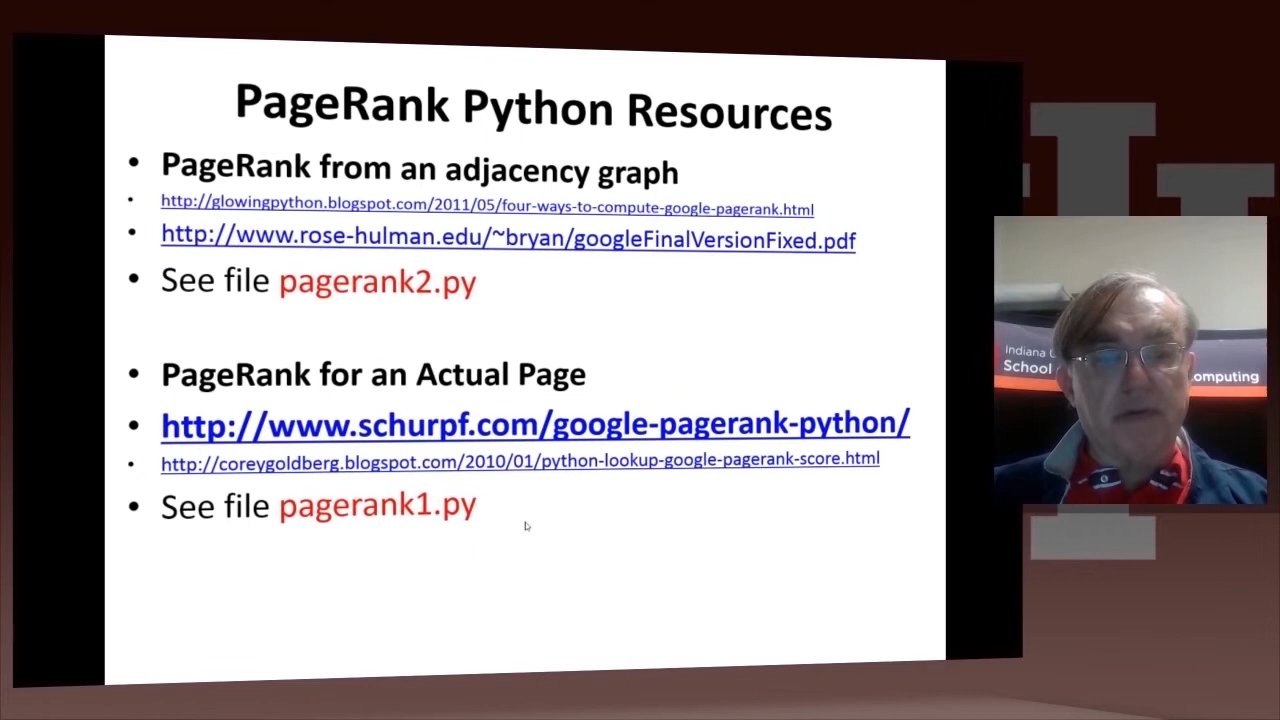 PageRank Python Resources
• PageRank from an adjacency graph
• http://glowingpython.blogspot.com/2011/05/four-ways-to-compute-google-pagerank.html
• http://www.rose-hulman.edu/~bryan/googleFinalVersionFixed.pdf
• See file pagerank2.py
• PageRank for an Actual Page
• http://www.schurpf.com/google-pagerank-python/
• http://coreygoldberg.blogspot.com/2010/01/python-lookup-google-pagerank-score.html
• See file pagerank1.py
Indiana
School
omputing